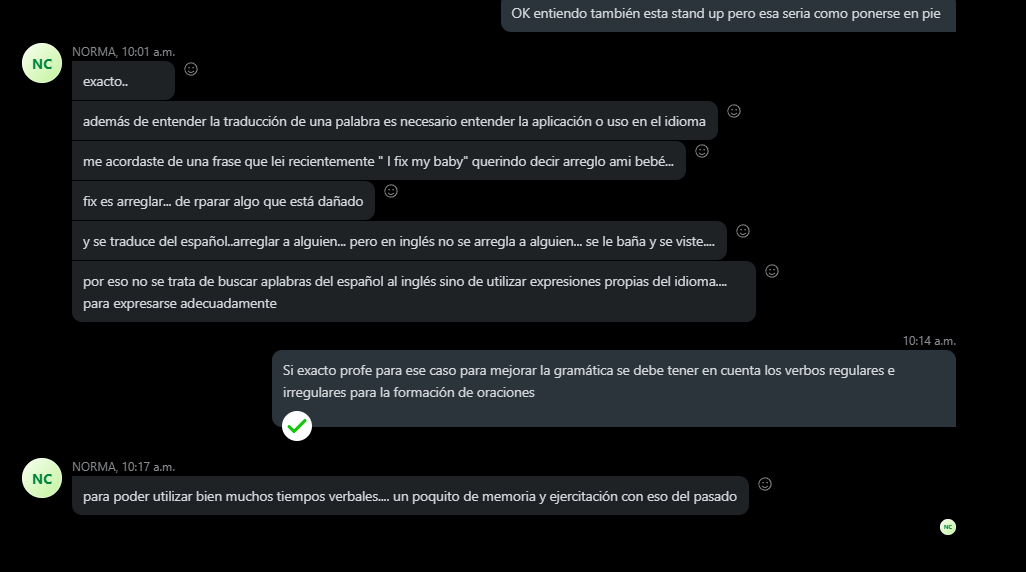 OK entiendo también esta stand up pero esa seria como ponerse en pie
NORMA, 10:01 a.m.
NC
exacto..
además de entender la traducción de una palabra es necesario entender la aplicación o uso en el idioma
me acordaste de una frase que lei recientemente " I fix my baby" querindo decir arreglo ami bebé...
fix es arreglar... de rparar algo que está dañado
y se traduce del español..arreglar a alguien... pero en inglés no se arregla a alguien... se le baña y se viste....
por eso no se trata de buscar aplabras del español al inglés sino de utilizar expresiones propias del idioma....
para expresarse adecuadamente
10:14 a.m.
Si exacto profe para ese caso para mejorar la gramática se debe tener en cuenta los verbos regulares e
irregulares para la formación de oraciones
NORMA, 10:17 a.m.
NC
para poder utilizar bien muchos tiempos verbales.... un poquito de memoria y ejercitación con eso del pasado
NC